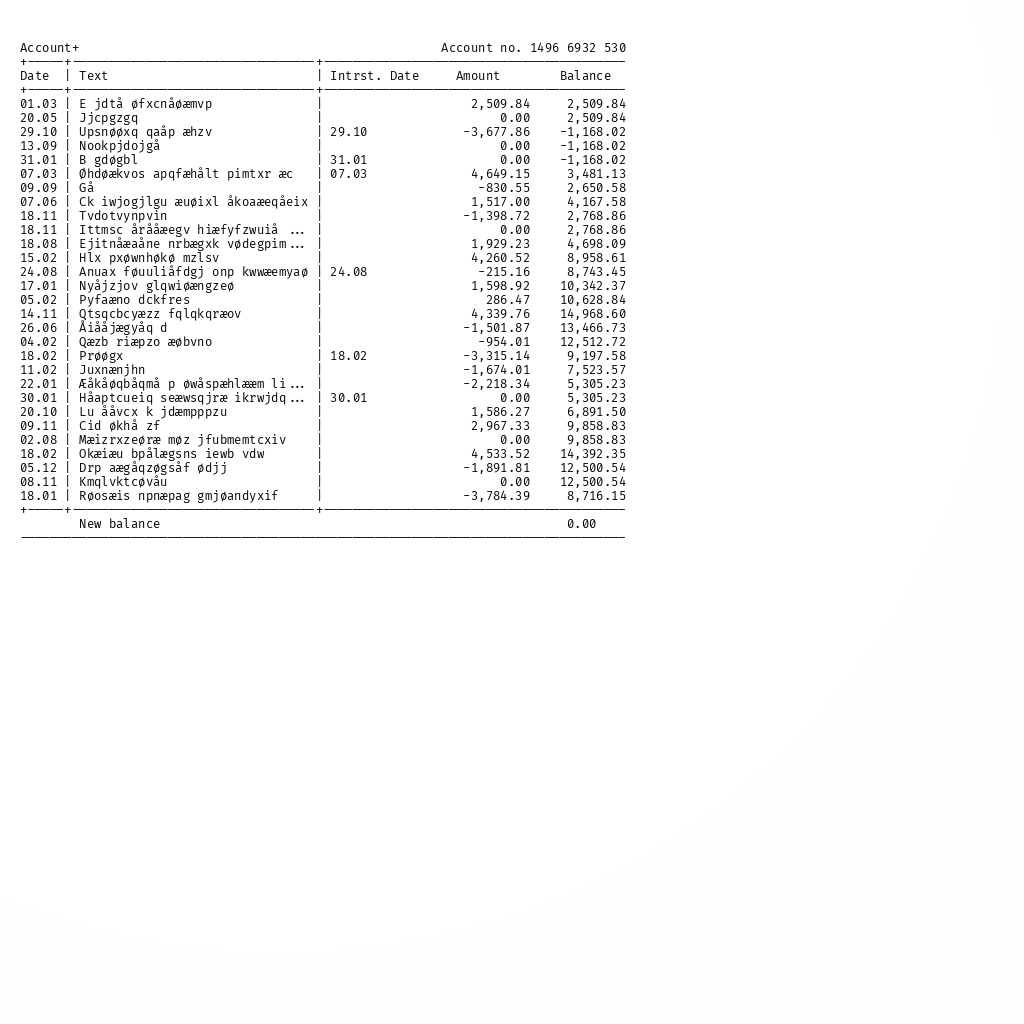 Account+ Account no. 1496 6932 530
Date | Text | Intrst. Date Amount Balance
01.03 | E jdtå øfxcnåøæmvp | 2,509.84 2,509.84
20.05 | Jjcpgzgq | 0.00 2,509.84
29.10 | Upsnøøxq qaåp æhzv | 29.10 -3,677.86 -1,168.02
13.09 | Nookpjdojgå | 0.00 -1,168.02
31.01 | B gdøgbl | 31.01 0.00 -1,168.02
07.03 | Øhdøækvos apqfæhålt pimtxr æc | 07.03 4,649.15 3,481.13
09.09 | Gå | -830.55 2,650.58
07.06 | Ck iwjogjlgu æuøixl åkoaæeqåeix | 1,517.00 4,167.58
18.11 | Tvdotvynpvin | -1,398.72 2,768.86
18.11 | Ittmsc åråååeegv hiæfyfzwuiå ... | 0.00 2,768.86
18.08 | Ejitnåæaåne nrbægxk vødegpim... | 1,929.23 4,698.09
15.02 | Hlx pxøwnhøkø mzlsv | 4,260.52 8,958.61
24.08 | Anuax føuuliåfdgj onp kwwæemyaø | 24.08 -215.16 8,743.45
17.01 | Nyåjzjov glqwiøængzeø | 1,598.92 10,342.37
05.02 | Pyfaæno dckfres | 286.47 10,628.84
14.11 | Qtsqcbcyæzz fqlqkqræov | 4,339.76 14,968.60
26.06 | Åiååjægyåq d | -1,501.87 13,466.73
04.02 | Qæzb riæpzo æøbvno | -954.01 12,512.72
18.02 | Prøøgx | 18.02 -3,315.14 9,197.58
11.02 | Juxnænjhn | -1,674.01 7,523.57
22.01 | Æåkåøqbåqmå p øwåspæhlææm li... | -2,218.34 5,305.23
30.01 | Håaptcueiq seæwsqjræ ikrwjdq... | 30.01 0.00 5,305.23
20.10 | Lu ååvcx k jdæmpppzu | 1,586.27 6,891.50
09.11 | Cid økhå zf | 2,967.33 9,858.83
02.08 | Mæizrxzeøræ møz jfubmemtcxiv | 0.00 9,858.83
18.02 | Okæiæu bpålægsns iewb vdw | 4,533.52 14,392.35
05.12 | Drp aægåqzøgsåf ødjj | -1,891.81 12,500.54
08.11 | Kmqlvktcøvåu | 0.00 12,500.54
18.01 | Røosæis npnæpag gmjøandyxif | -3,784.39 8,716.15
New balance 0.00